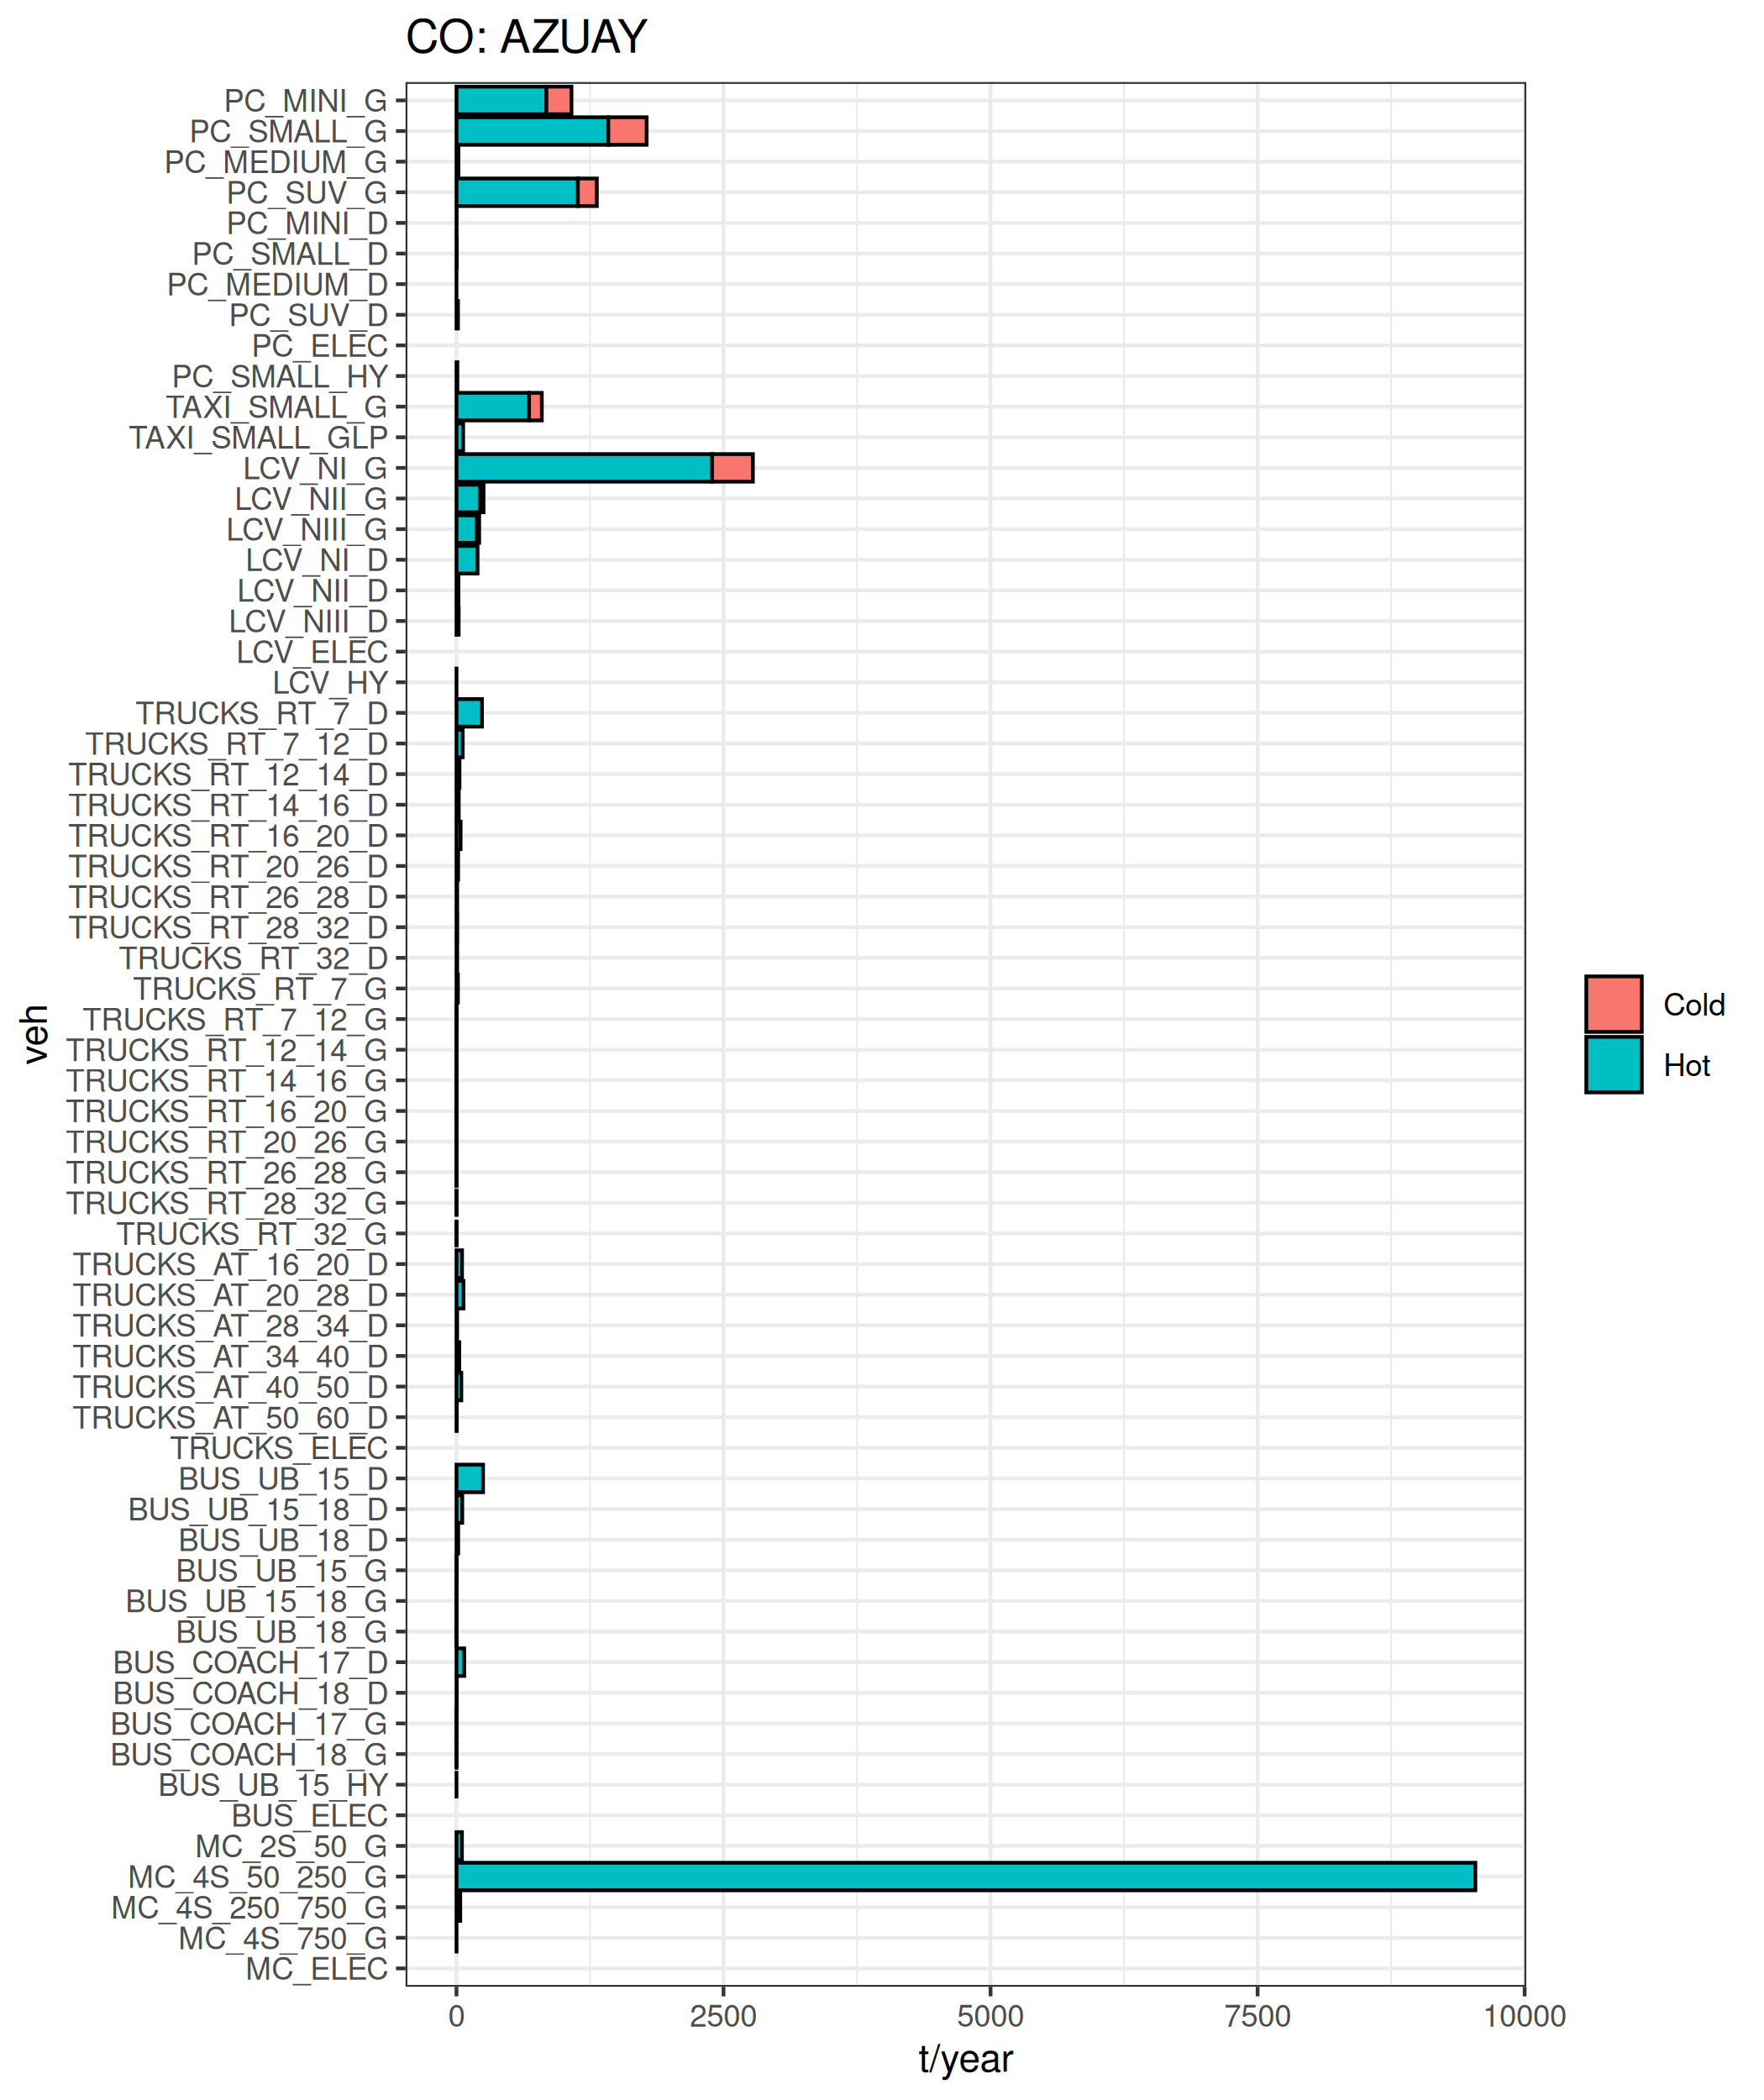 CO: AZUAY
PC_MINI_G
PC_SMALL_G
PC_MEDIUM_G
PC_SUV_G
PC_MINI_D
PC_SMALL_D
PC_MEDIUM_D
PC_SUV_D
PC_ELEC
PC_SMALL_HY
TAXI_SMALL_G
TAXI_SMALL_GLP
LCV_NI_G
LCV_NII_G
LCV_NIII_G
LCV_NI_D
LCV_NII_D
LCV_NIII_D
LCV_ELEC
LCV_HY
TRUCKS_RT_7_D
TRUCKS_RT_7_12_D
TRUCKS_RT_12_14_D
TRUCKS_RT_14_16_D
TRUCKS_RT_16_20_D
TRUCKS_RT_20_26_D
TRUCKS_RT_26_28_D
TRUCKS_RT_28_32_D
TRUCKS_RT_32_D
TRUCKS_RT_7_G
TRUCKS_RT_7_12_G
TRUCKS_RT_12_14_G
TRUCKS_RT_14_16_G
TRUCKS_RT_16_20_G
TRUCKS_RT_20_26_G
TRUCKS_RT_26_28_G
TRUCKS_RT_28_32_G
TRUCKS_RT_32_G
TRUCKS_AT_16_20_D
TRUCKS_AT_20_28_D
TRUCKS_AT_28_34_D
TRUCKS_AT_34_40_D
TRUCKS_AT_40_50_D
TRUCKS_AT_50_60_D
TRUCKS_ELEC
BUS_UB_15_D
BUS_UB_15_18_D
BUS_UB_18_D
BUS_UB_15_G
BUS_UB_15_18_G
BUS_UB_18_G
BUS_COACH_17_D
BUS_COACH_18_D
BUS_COACH_17_G
BUS_COACH_18_G
BUS_UB_15_HY
BUS_ELEC
MC_2S_50_G
MC_4S_50_250_G
MC_4S_250_750_G
MC_4S_750_G
MC_ELEC
veh
0 2500 5000 7500 10000
t/year
Cold
Hot